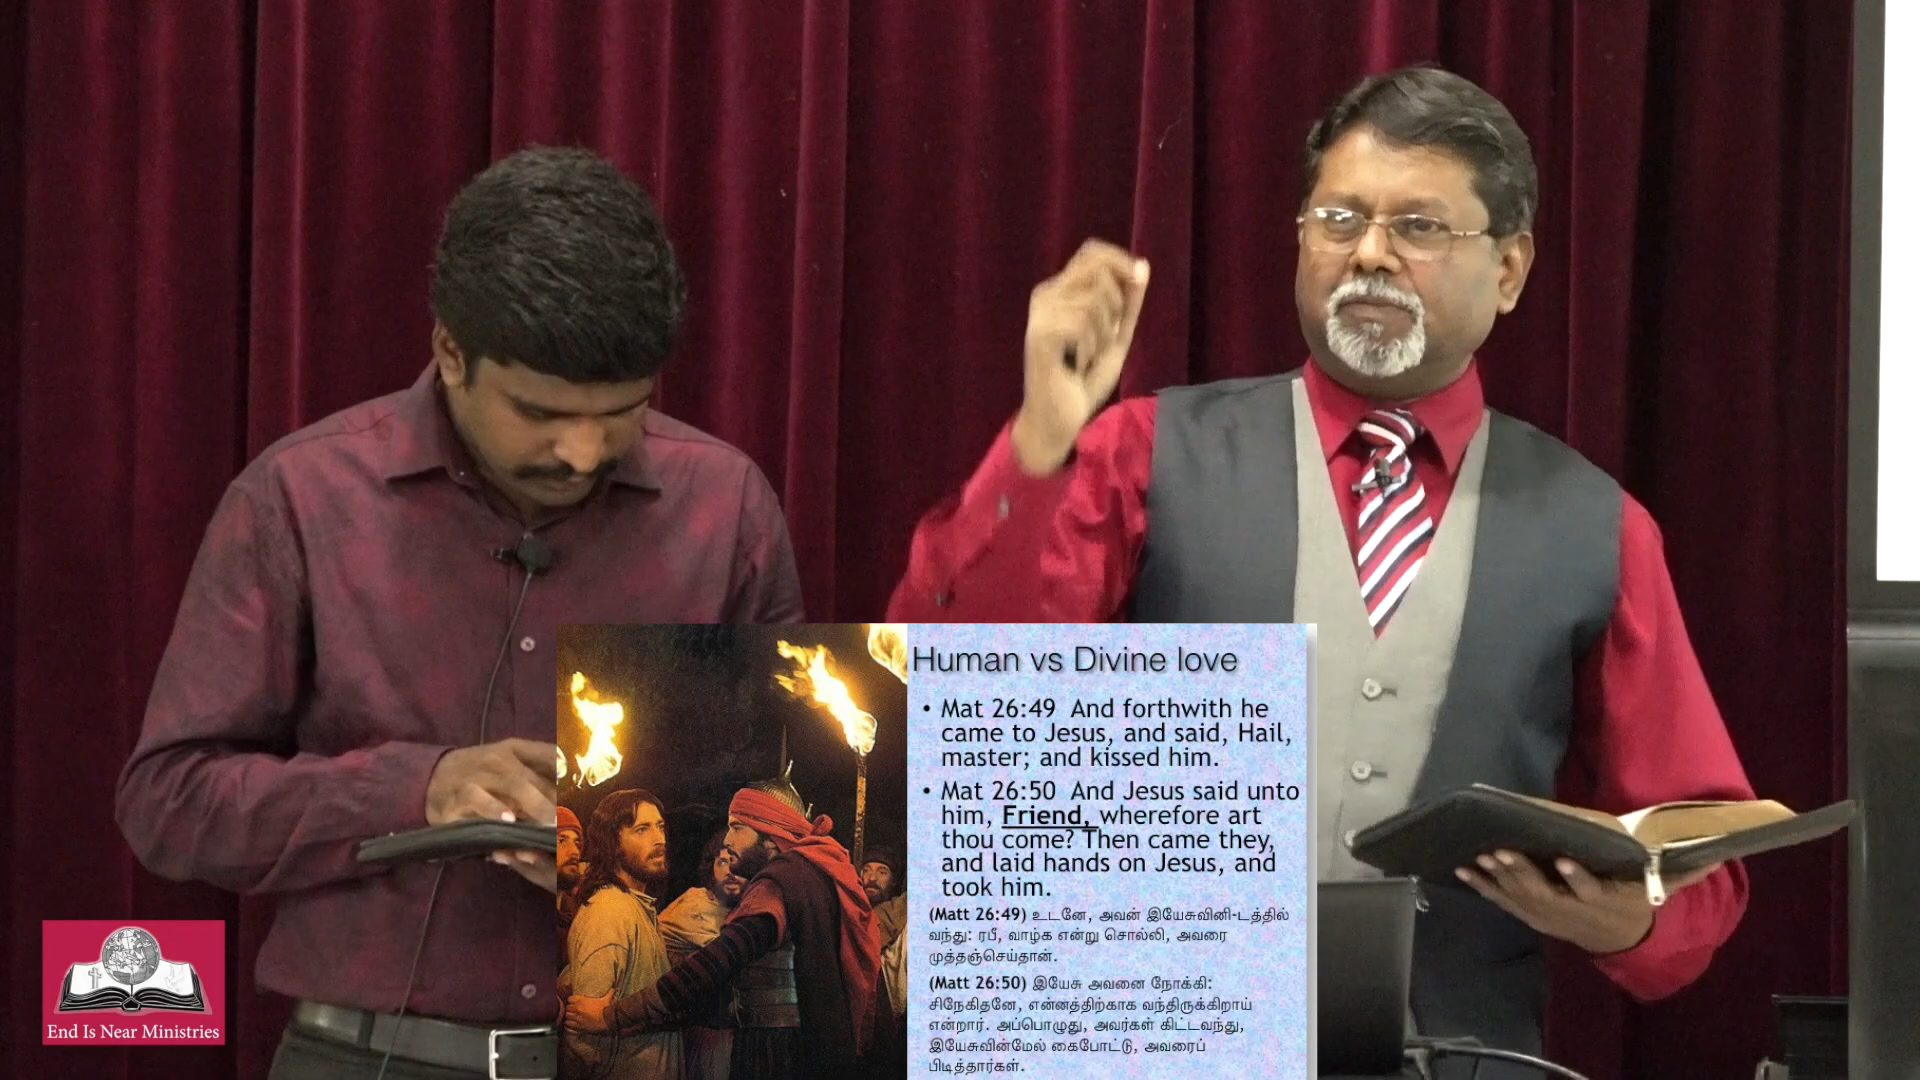 Human vs Divine love
• Mat 26:49 And forthwith he
came to Jesus, and said, Hail,
master; and kissed him.
• Mat 26:50 And Jesus said unto
him, Friend, wherefore art
thou come? Then came they,
and laid hands on Jesus, and
took him.
(Matt 26:49) உடனே, அவன் இயேசுவினி-டத்தில்
வந்து: ரபீ, வாழ்க என்று சொல்லி, அவரை
முத்தஞ்செய்தான்.
(Matt 26:50) இயேசு அவனை நோக்கி:
சிநேகிதனே, என்னத்திற்காக வந்திருக்கிறாய்
என்றார். அப்பொழுது, அவர்கள் கிட்டவந்து,
இயேசுவின்மேல் கைபோட்டு, அவரைப்
பிடித்தார்கள்.
End Is Near Ministries